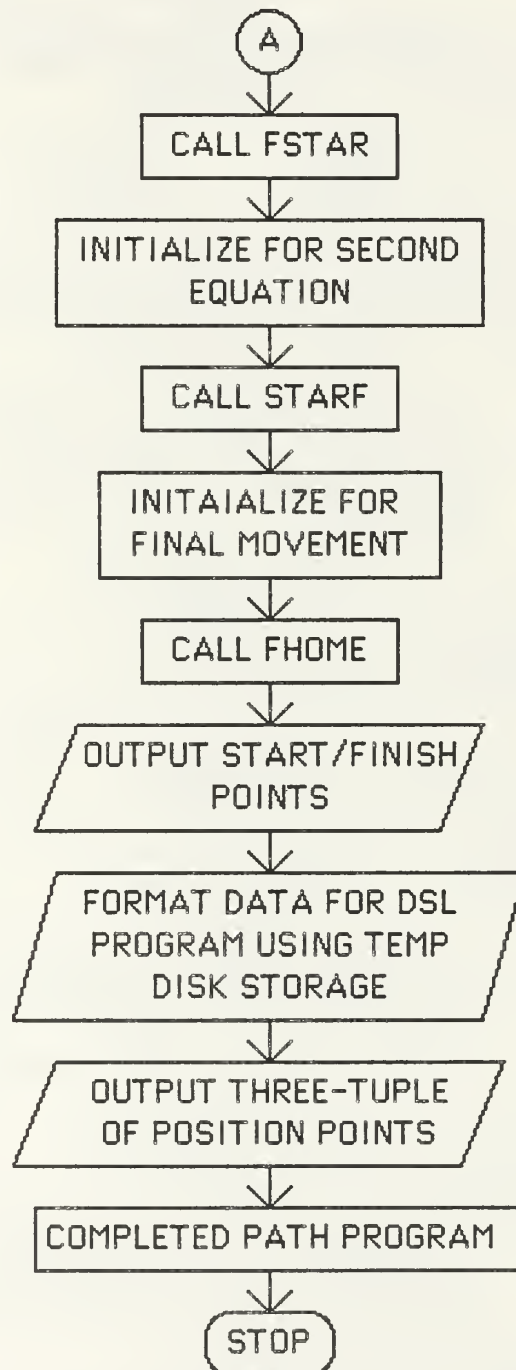 A
CALL FSTAR
INITIALIZE FOR SECOND
EQUATION
CALL STARF
INITAIALIZE FOR
FINAL MOVEMENT
CALL FHOME
OUTPUT START/FINISH
POINTS
FORMAT DATA FOR DSL
PROGRAM USING TEMP
DISK STORAGE
OUTPUT THREE-TUPLE
OF POSITION POINTS
COMPLETED PATH PROGRAM
STOP